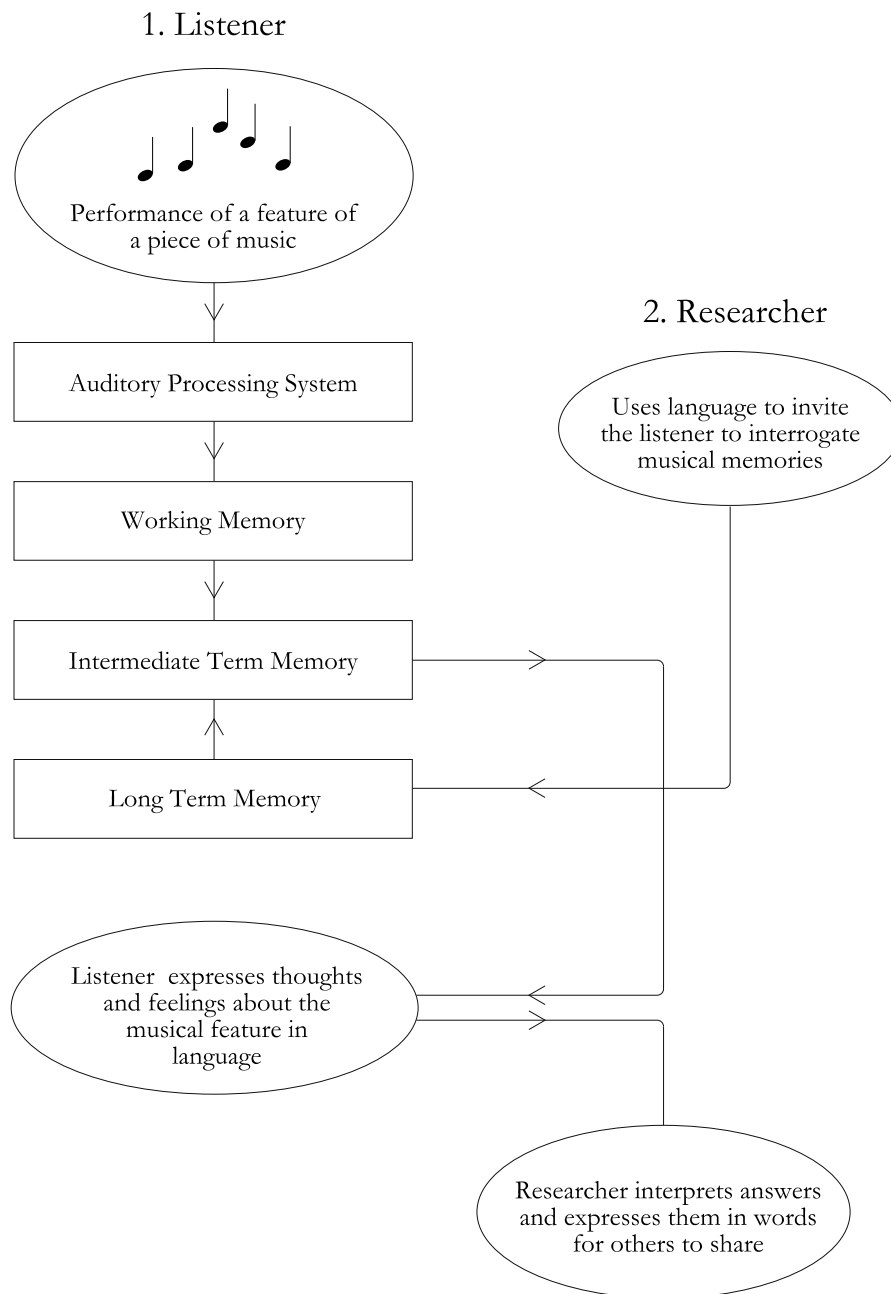 1. Listener
Performance of a feature of
a piece of music
Auditory Processing System
Working Memory
Intermediate Term Memory
Long Term Memory
2. Researcher
Uses language to invite
the listener to interrogate
musical memories
Listener expresses thoughts
and feelings about the
musical feature in
language
Researcher interprets answers
and expresses them in words
for others to share